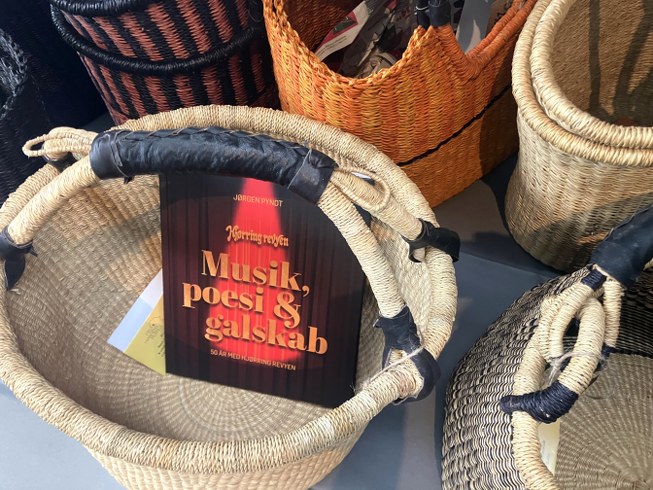 JØRGEN PYNDT
Hjørring revyen
Musik,
poesi &
galskab
50 ÅR MED HJØRRING REVYEN